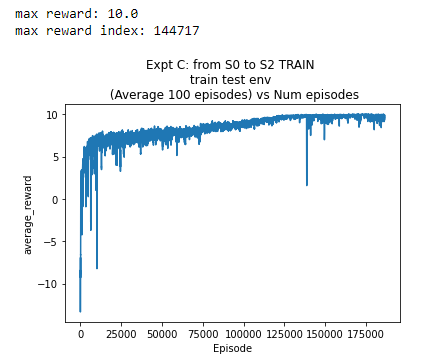 max reward: 10.0
max reward index: 144717
Expt C: from S0 to S2 TRAIN
train test env
(Average 100 episodes) vs Num episodes
10
5
0
−5
−10
average_reward
0 25000 50000 75000 100000 125000 150000 175000
Episode